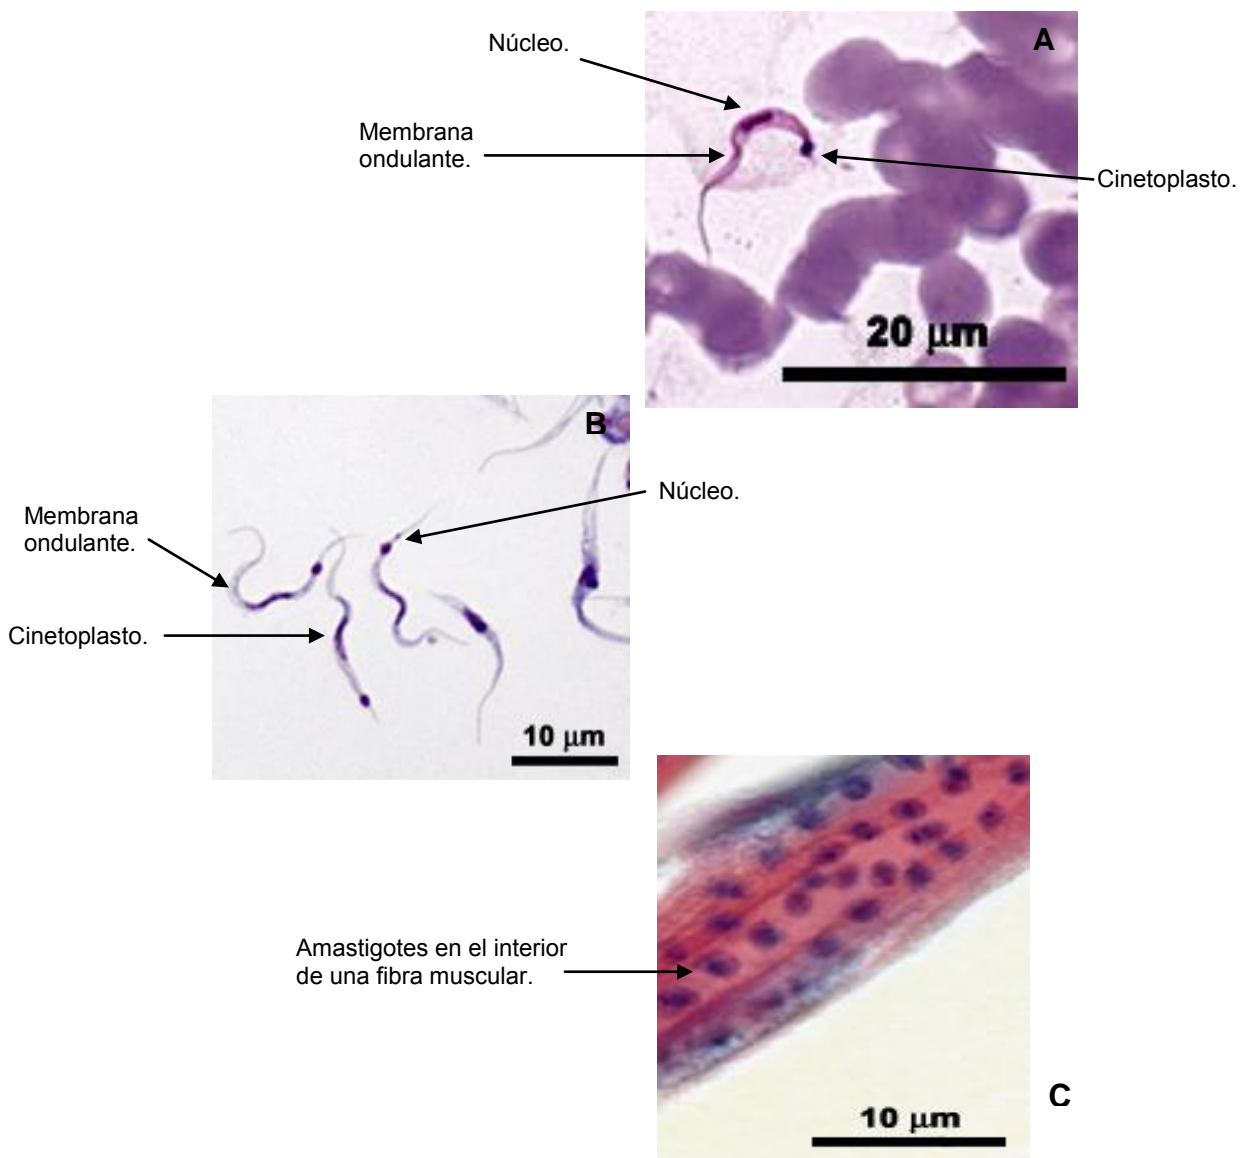 Núcleo.
A
Membrana
ondulante.
Cinetoplasto.
20 µm
B
Núcleo.
Membrana
ondulante.
Cinetoplasto.
10 µm
Amastigotes en el interior
de una fibra muscular.
C
10 µm